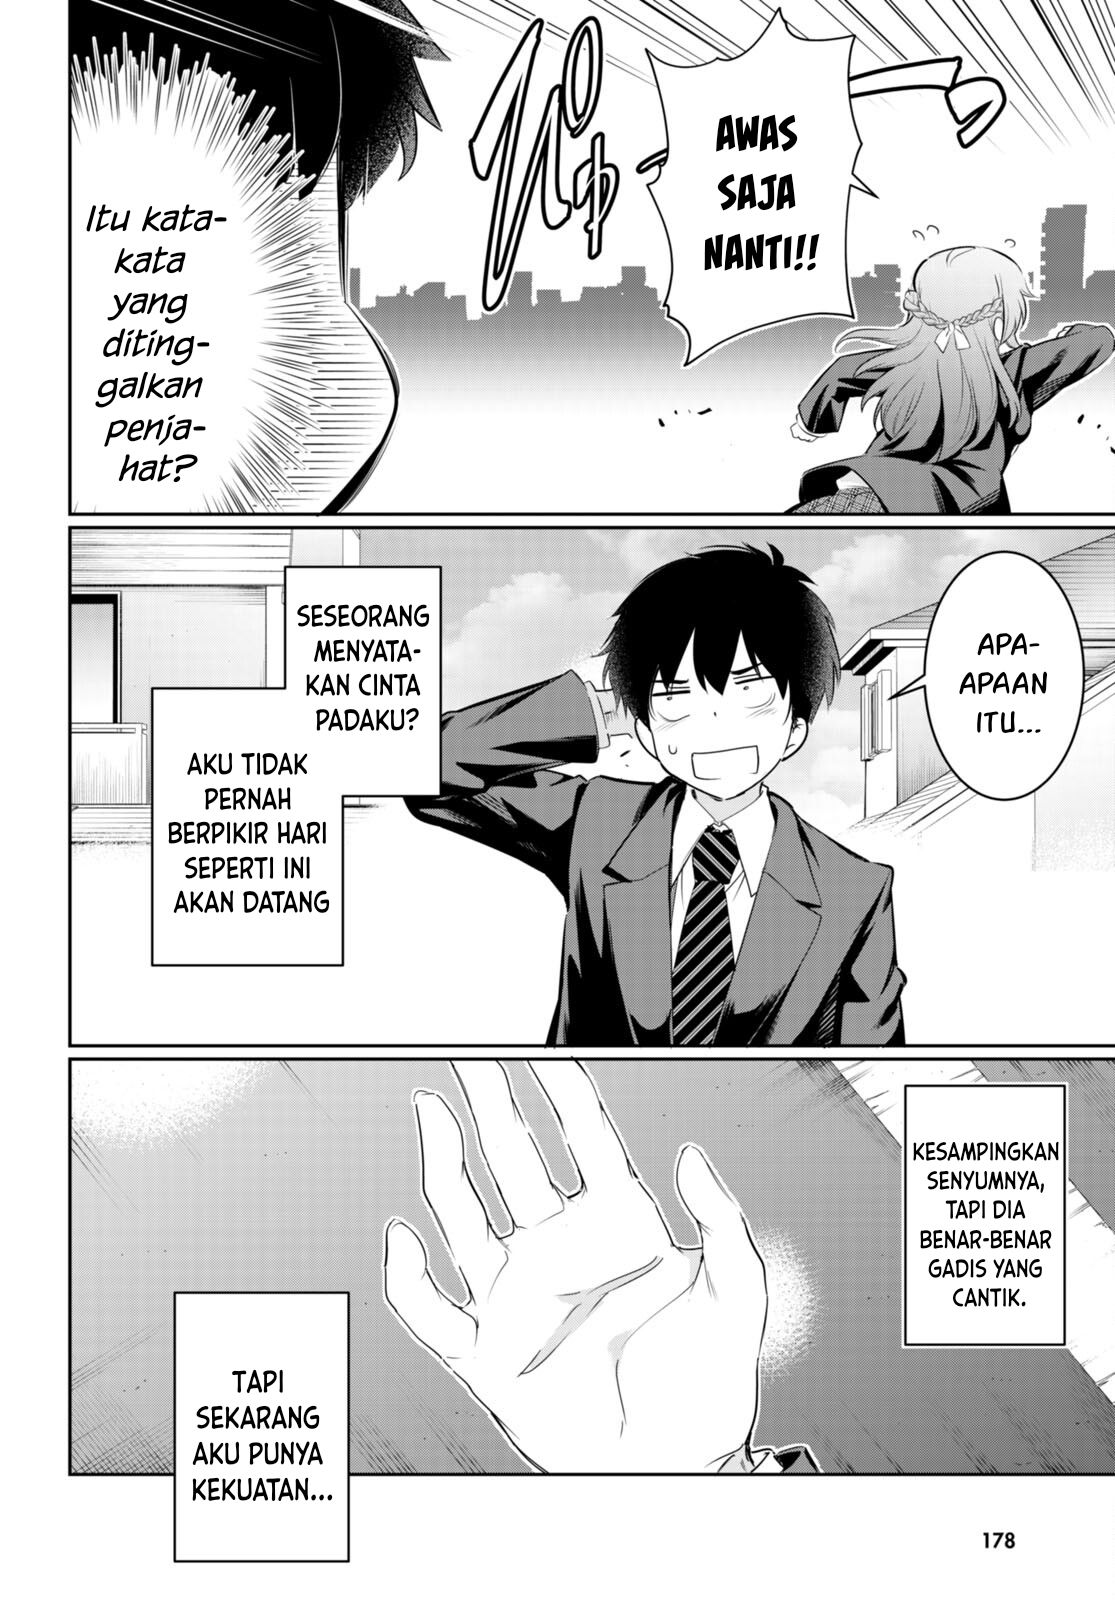 AWAS
SAJA
NANTI!!
Itu kata-
kata
yang
diting-
galkan
penja-
hat?
APA-
APAAN
ITU...
SESEORANG
MENYATA-
KAN CINTA
PADAKU?
AKU TIDAK
PERNAH
BERPIKIR HARI
SEPERTI INI
AKAN DATANG
KESAMPINGKAN
SENYUMNYA,
TAPI DIA
BENAR-BENAR
GADIS YANG
CANTIK.
TAPI
SEKARANG
AKU PUNYA
KEKUATAN...
178